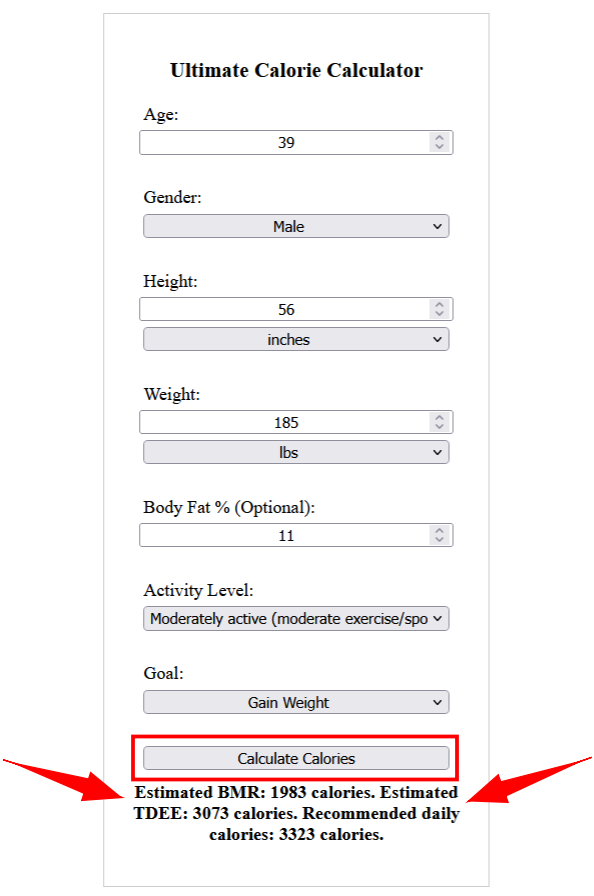 Ultimate Calorie Calculator
Age:
39
Gender:
Male
Height:
56
inches
Weight:
185
lbs
Body Fat % (Optional):
11
Activity Level:
Moderately active (moderate exercise/spo
Goal:
Gain Weight
Calculate Calories
Estimated BMR: 1983 calories. Estimated
TDEE: 3073 calories. Recommended daily
calories: 3323 calories.